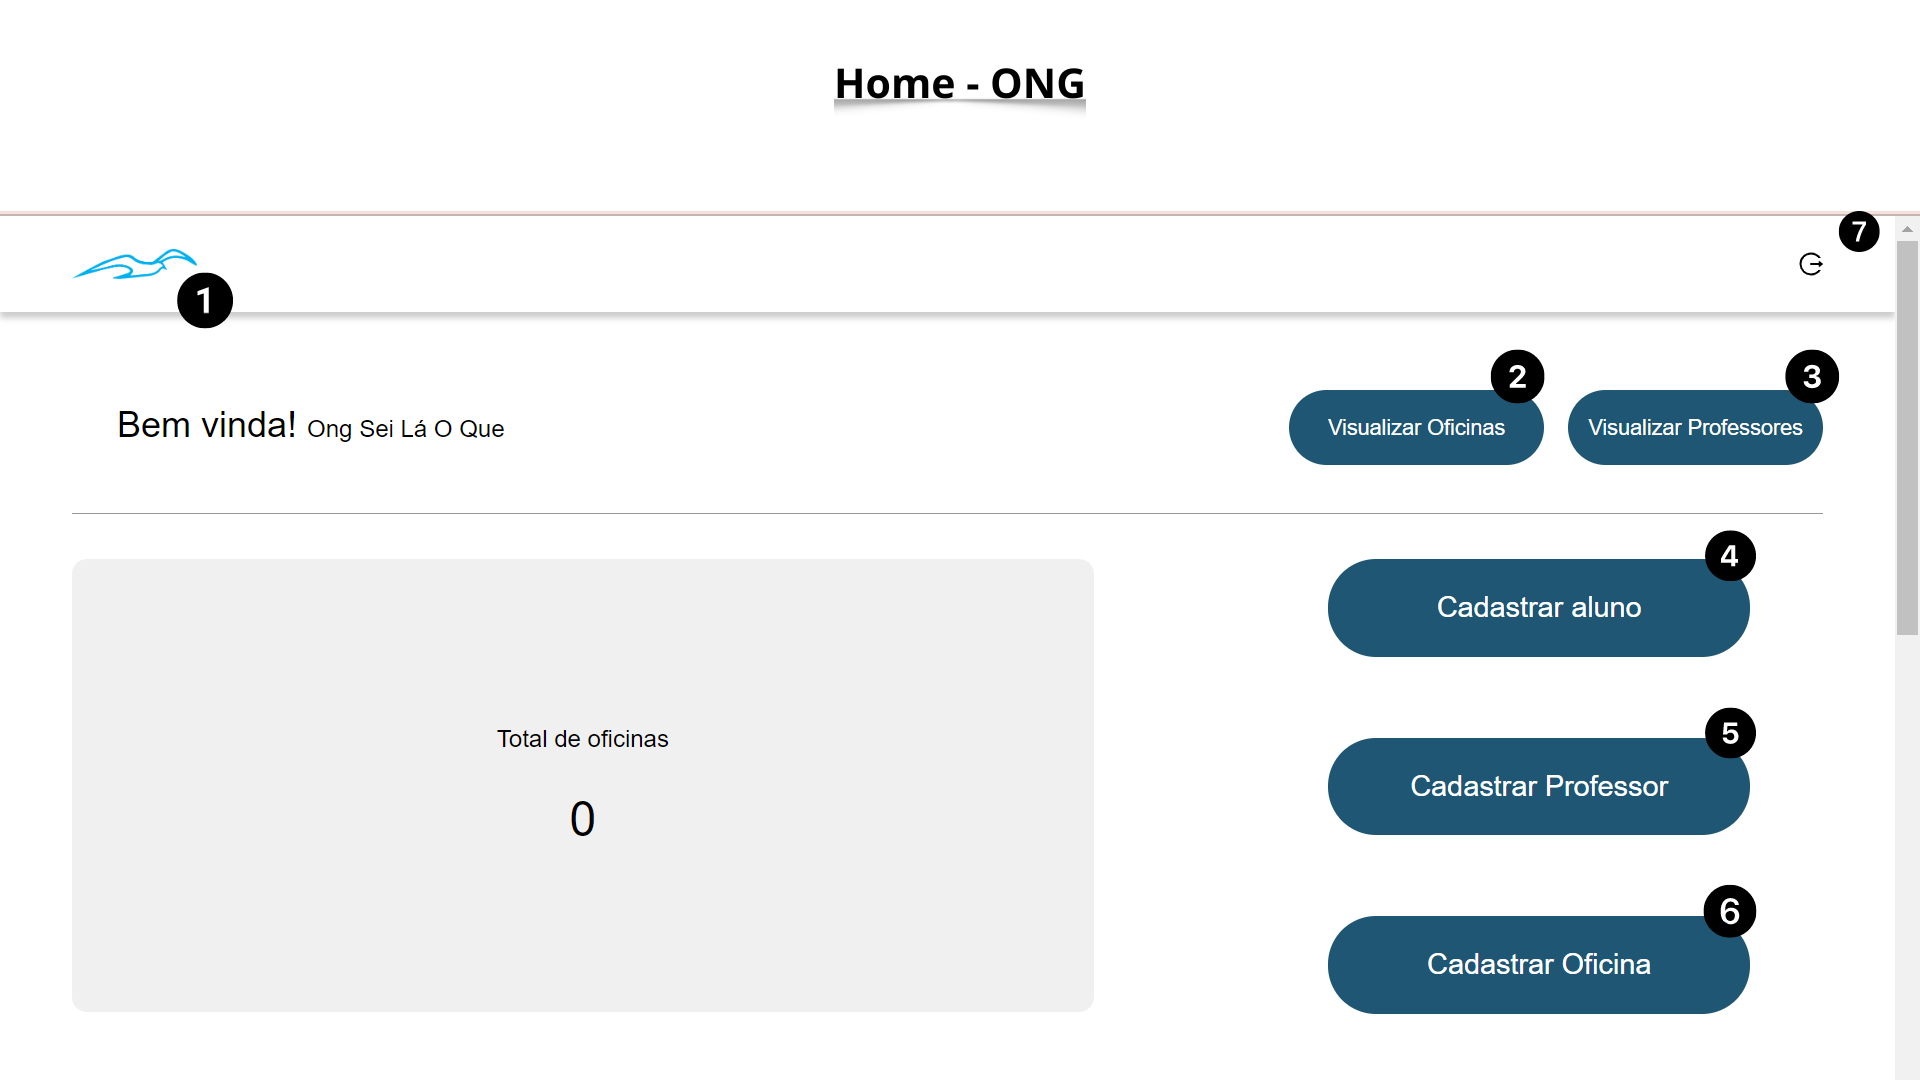 Home - ONG
7
1
2
3
Bem vinda! Ong Sei Lá O Que
Visualizar Oficinas
Visualizar Professores
4
Cadastrar aluno
Total de oficinas
0
5
Cadastrar Professor
6
Cadastrar Oficina